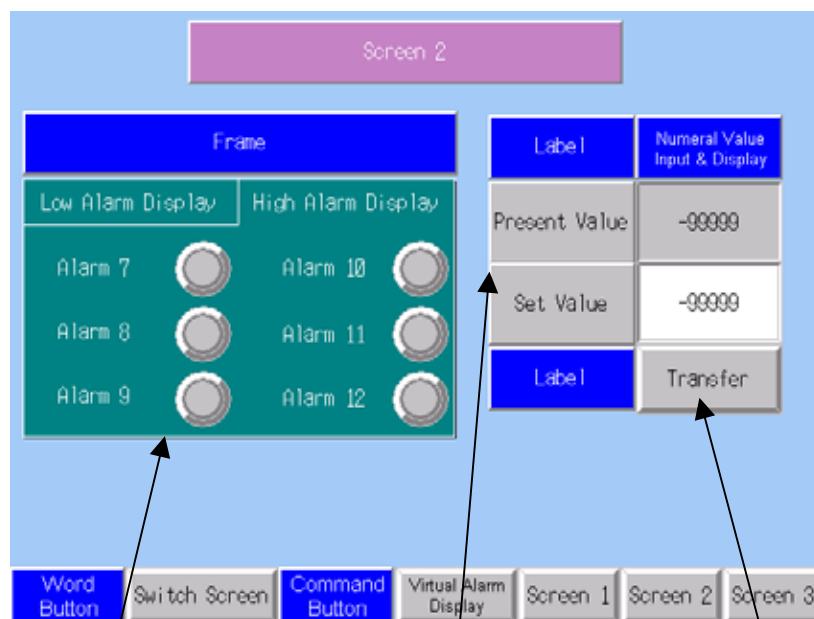 Screen 2
Frame
Low Alarm Display
High Alarm Display
Alarm 7
Alarm 10
Alarm 8
Alarm 11
Alarm 9
Alarm 12
Label
Numeral Value
Input & Display
Present Value
-99999
Set Value
-99999
Label
Transfer
Word
Button
Switch Screen
Command
Button
Virtual Alarm
Display
Screen 1
Screen 2
Screen 3